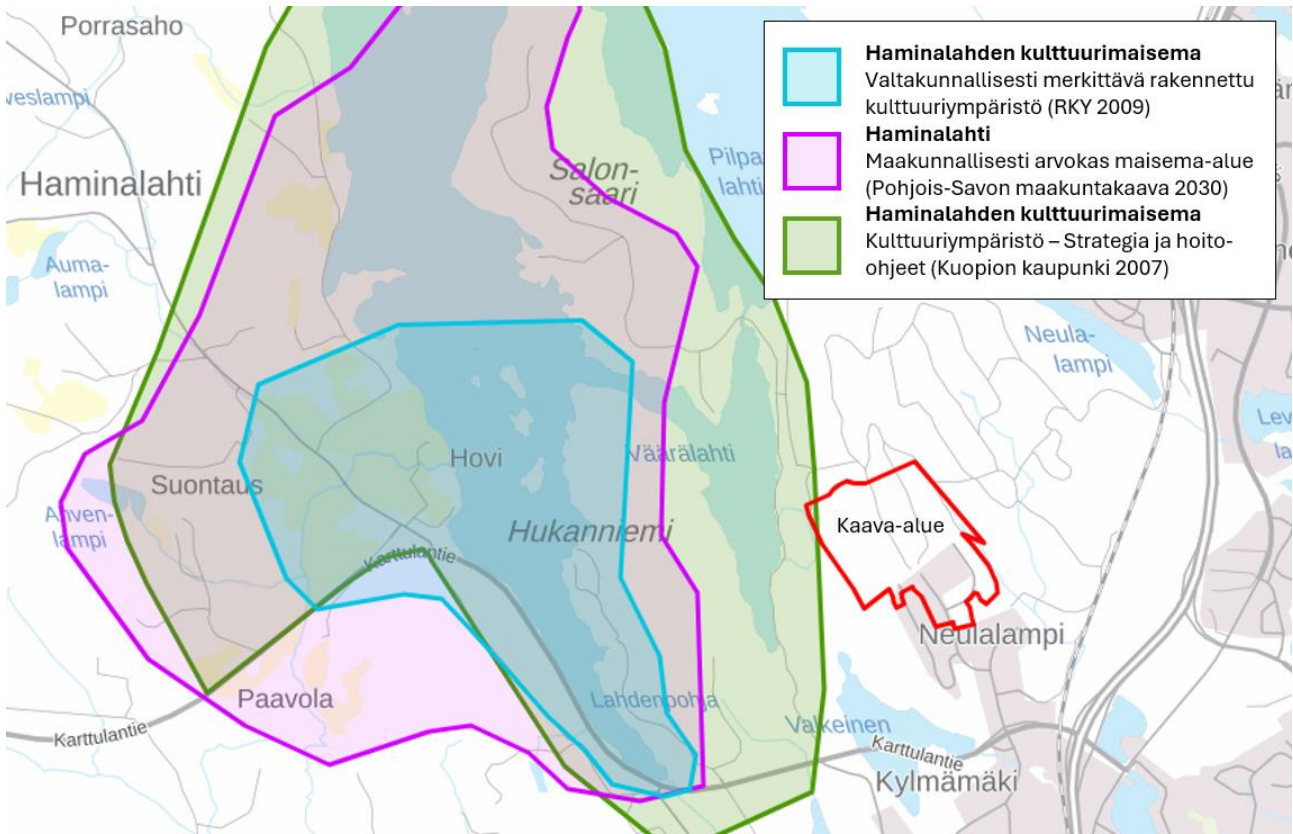 Porrasaho
Haminalahden kulttuurimaisema
Valtakunnallisesti merkittävä rakennettu
kulttuuriympäristö (RKY 2009)
Haminalahti
Maakunnallisesti arvokas maisema-alue
(Pohjois-Savon maakuntakaava 2030)
Haminalahden kulttuurimaisema
Kulttuuriympäristö – Strategia ja hoito-
ohjeet (Kuopion kaupunki 2007)
veslampi
Haminalahti
Salon-
saari
Pilpa
lahti
Auma-
lampi
Neula-
lampi
Lev
la
Hovi
Väärälahti
Suontaus
Ahven-
lampi
Hukanniemi
Kaava-alue
Karttulantie
Neulalampi
Paavola
Lahdenpohja
Valkeinen
Karttulantie
Karttulantie
Kylmämäki